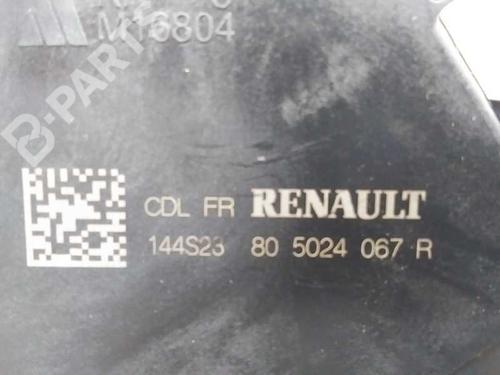 M16804
B-PARTS
CDL FR RENAULT
144S23 80 5024 067 R